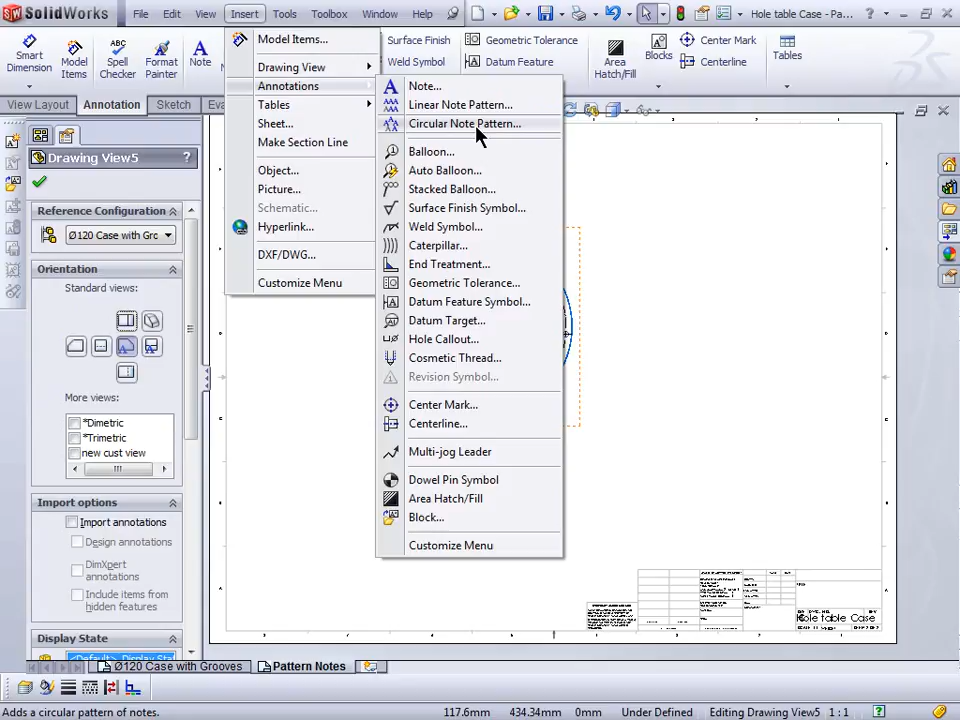 SolidWorks
File
Edit
View
Insert
Tools
Toolbox
Window
Help
Hole table Case - Pa...
Smart Dimension
Model Items
Spell Checker
Format Painter
Note
Surface Finish
Weld Symbol
Geometric Tolerance
Datum Feature
Area Hatch/Fill
Blocks
Center Mark
Centerline
Tables
View Layout
Annotation
Sketch
Eva
Model Items...
Drawing View
Annotations
Tables
Sheet...
Make Section Line
Object...
Picture...
Schematic...
Hyperlink...
DXF/DWG...
Customize Menu
Note...
Linear Note Pattern...
Circular Note Pattern...
Balloon...
Auto Balloon...
Stacked Balloon...
Surface Finish Symbol...
Weld Symbol...
Caterpillar...
End Treatment...
Geometric Tolerance...
Datum Feature Symbol...
Datum Target...
Hole Callout...
Cosmetic Thread...
Revision Symbol...
Center Mark...
Centerline...
Multi-jog Leader
Dowel Pin Symbol
Area Hatch/Fill
Block...
Customize Menu
Drawing View5
?
Reference Configuration
Ø120 Case with Groo
Orientation
Standard views:
More views:
*Dimetric
*Trimetric
new cust view
Import options
Import annotations
Design annotations
DimXpert annotations
Include items from hidden features
Display State
<Default>_Display Sta
Hole table Case
Ø120 Case with Grooves
Pattern Notes
Adds a circular pattern of notes.
117.6mm
434.34mm
0mm
Under Defined
Editing Drawing View5
1 : 1